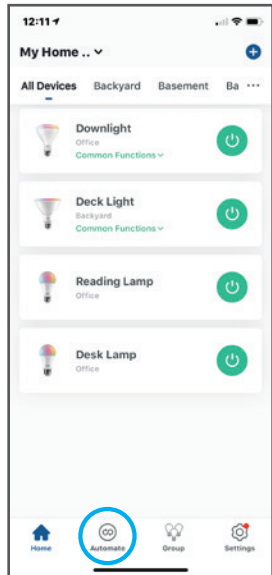 12:11
My Home .. 
All Devices Backyard Basement Ba ...
Downlight
Office
Common Functions
Deck Light
Backyard
Common Functions
Reading Lamp
Office
Desk Lamp
Office
Home Automate Group Settings